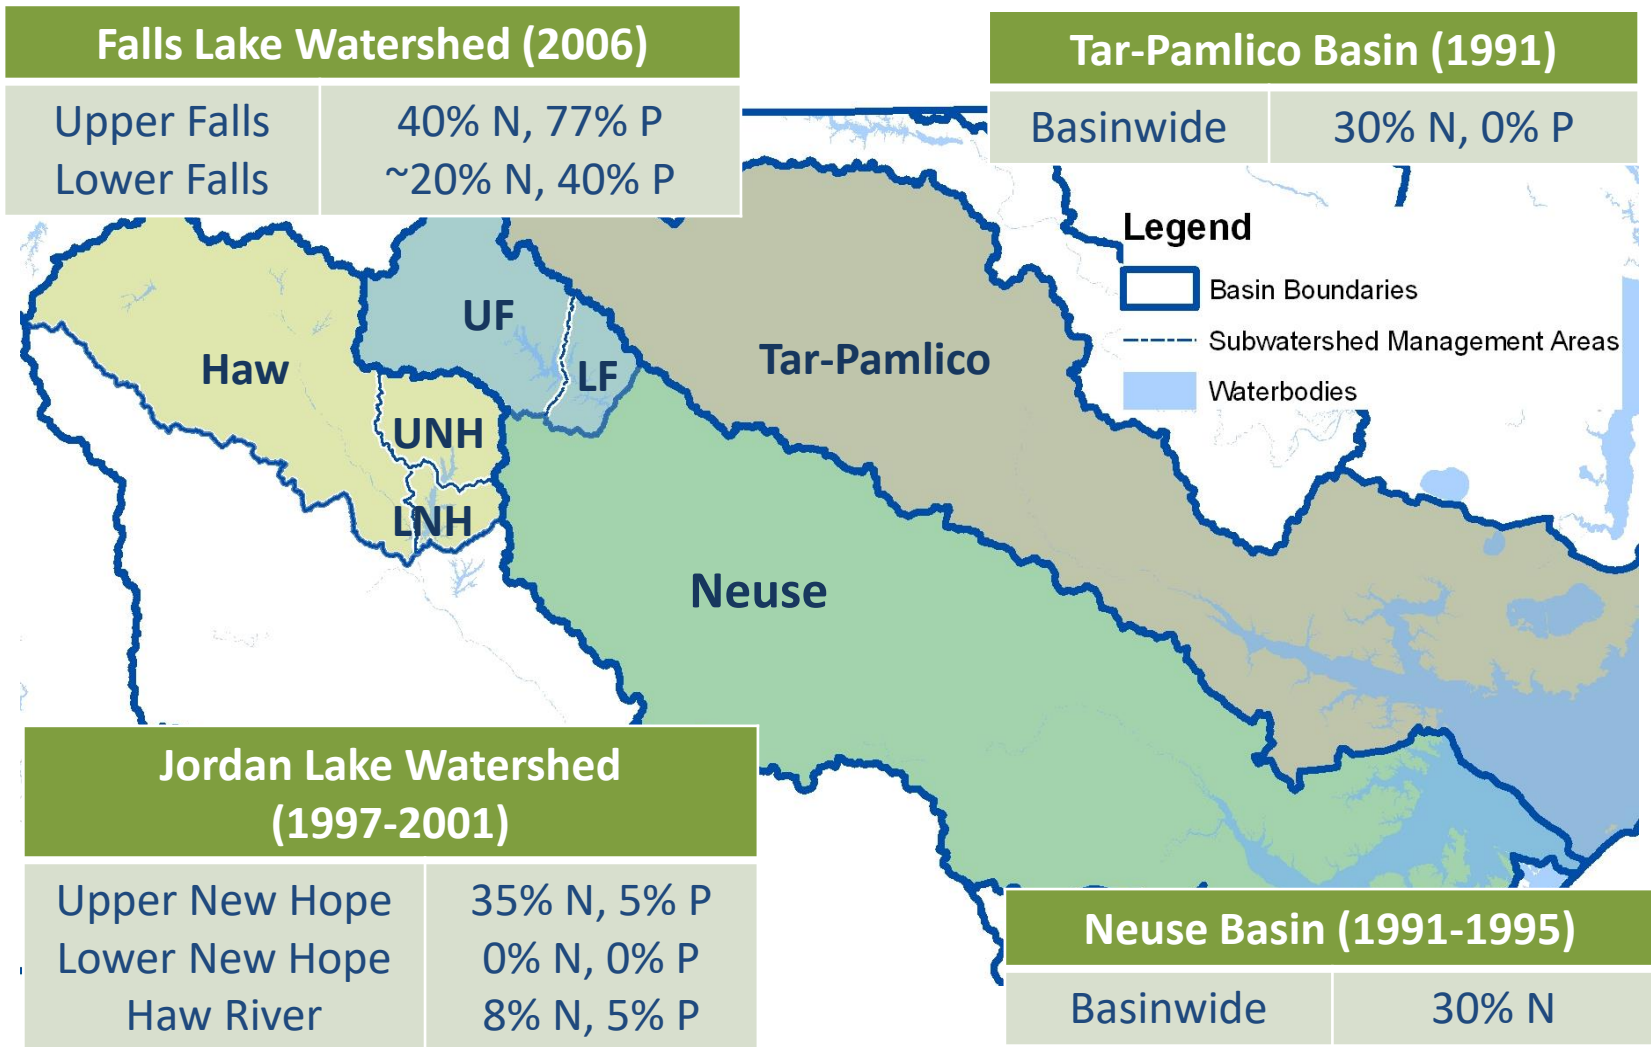 Falls Lake Watershed (2006)
Upper Falls 40% N, 77% P
Lower Falls ~20% N, 40% P
Tar-Pamlico Basin (1991)
Basinwide 30% N, 0% P
Legend
Basin Boundaries
Subwatershed Management Areas
Waterbodies
UF
LF
Haw
Tar-Pamlico
UNH
LNH
Neuse
Jordan Lake Watershed
(1997-2001)
Upper New Hope 35% N, 5% P
Lower New Hope 0% N, 0% P
Haw River 8% N, 5% P
Neuse Basin (1991-1995)
Basinwide 30% N